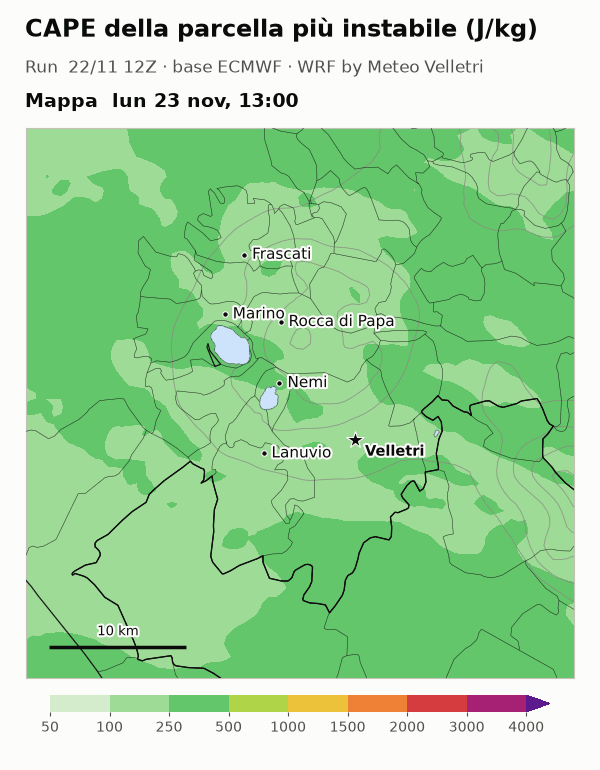 CAPE della parcella più instabile (J/kg)
Run  22/11 12Z · base ECMWF · WRF by Meteo Velletri
Mappa  lun 23 nov, 13:00
Frascati
Marino
Rocca di Papa
Nemi
Lanuvio
Velletri
10 km
50 100 250 500 1000 1500 2000 3000 4000